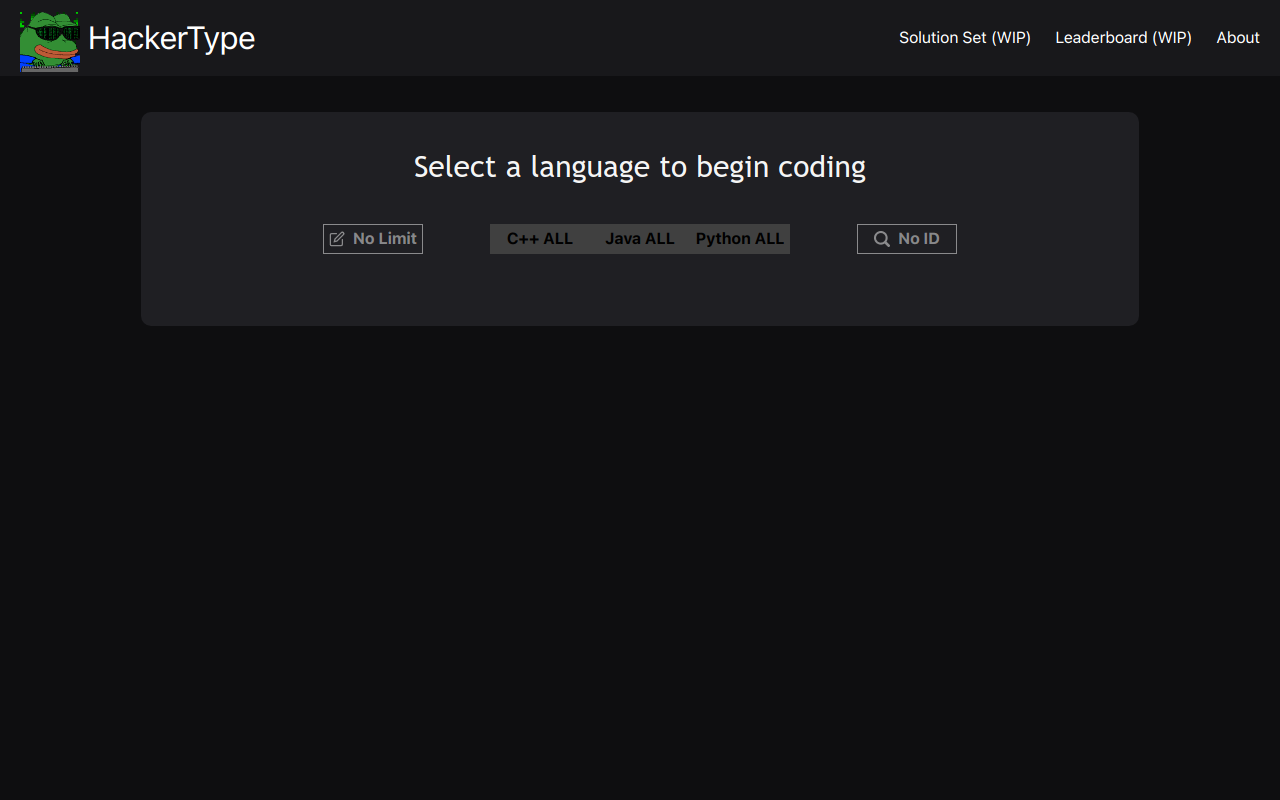 HackerType
Solution Set (WIP) Leaderboard (WIP) About
Select a language to begin coding
No Limit C++ ALL Java ALL Python ALL No ID